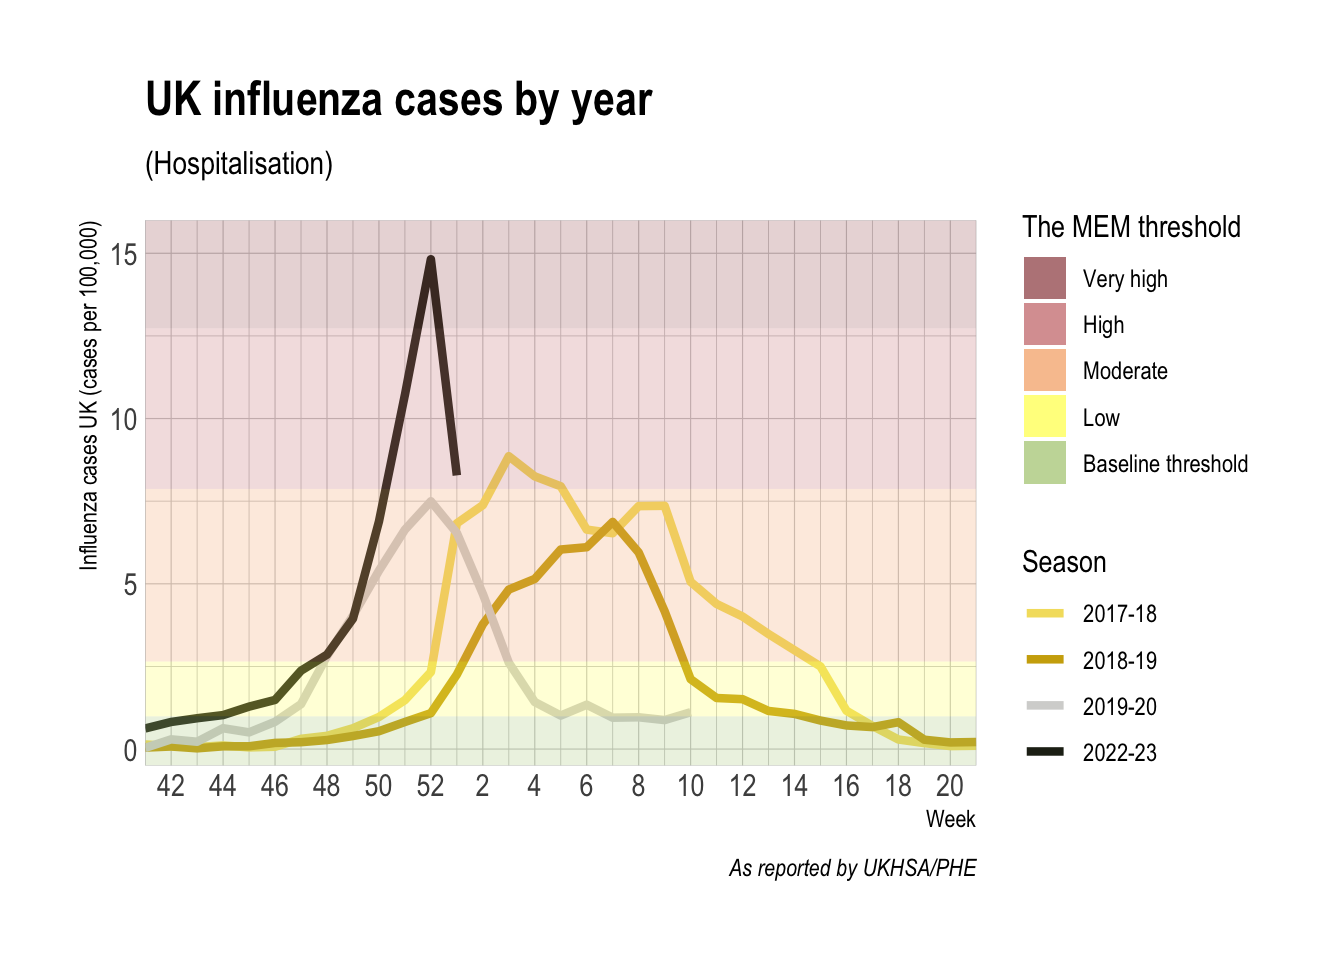 UK influenza cases by year
(Hospitalisation)
Influenza cases UK (cases per 100,000)
15
10
5
0
42 44 46 48 50 52 2 4 6 8 10 12 14 16 18 20
Week
As reported by UKHSA/PHE
The MEM threshold
Very high
High
Moderate
Low
Baseline threshold
Season
2017-18
2018-19
2019-20
2022-23